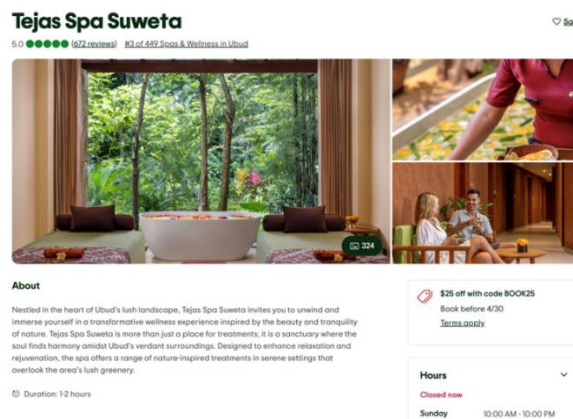 Tejas Spa Suweta
5.0 (672 reviews) #3 of 449 Spas & Wellness in Ubud
324
About
Nestled in the heart of Ubud's lush landscape, Tejas Spa Suweta invites you to unwind and
immerse yourself in a transformative wellness experience inspired by the beauty and tranquility
of nature. Tejas Spa Suweta is more than just a place for treatments; it is a sanctuary where the
soul finds harmony amidst Ubud's verdant surroundings. Designed to enhance relaxation and
rejuvenation, the spa offers a range of nature-inspired treatments in serene settings that
overlook the area's lush greenery.
Duration: 1-2 hours
$25 off with code BOOK25
Book before 4/30
Terms apply
Hours
Closed now
Sunday 10:00 AM - 10:00 PM